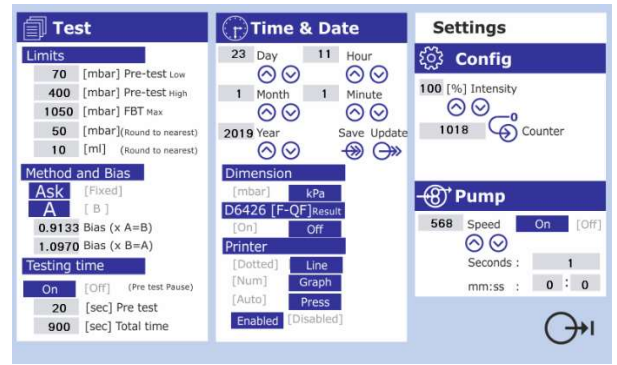 Test
Limits
70 [mbar] Pre-test Low
400 [mbar] Pre-test High
1050 [mbar] FBT Max
50 [mbar](Round to nearest)
10 [ml] (Round to nearest)
Method and Bias
Ask [Fixed]
A [ B ]
0.9133 Bias (x A=B)
1.0970 Bias (x B=A)
Testing time
On [Off] (Pre test Pause)
20 [sec] Pre test
900 [sec] Total time
Time & Date
23 Day 11 Hour
1 Month 1 Minute
2019 Year Save Update
Dimension
[mbar] kPa
D6426 [F-QF]Result
[On] Off
Printer
[Dotted] Line
[Num] Graph
[Auto] Press
Enabled [Disabled]
Settings
Config
100 [%] Intensity
0
1018 Counter
8 Pump
568 Speed On [Off]
Seconds : 1
mm:ss : 0 : 0